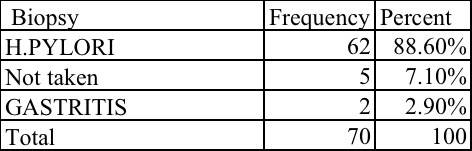 Biopsy Frequency Percent
H.PYLORI 62 88.60%
Not taken 5 7.10%
GASTRITIS 2 2.90%
Total 70 100